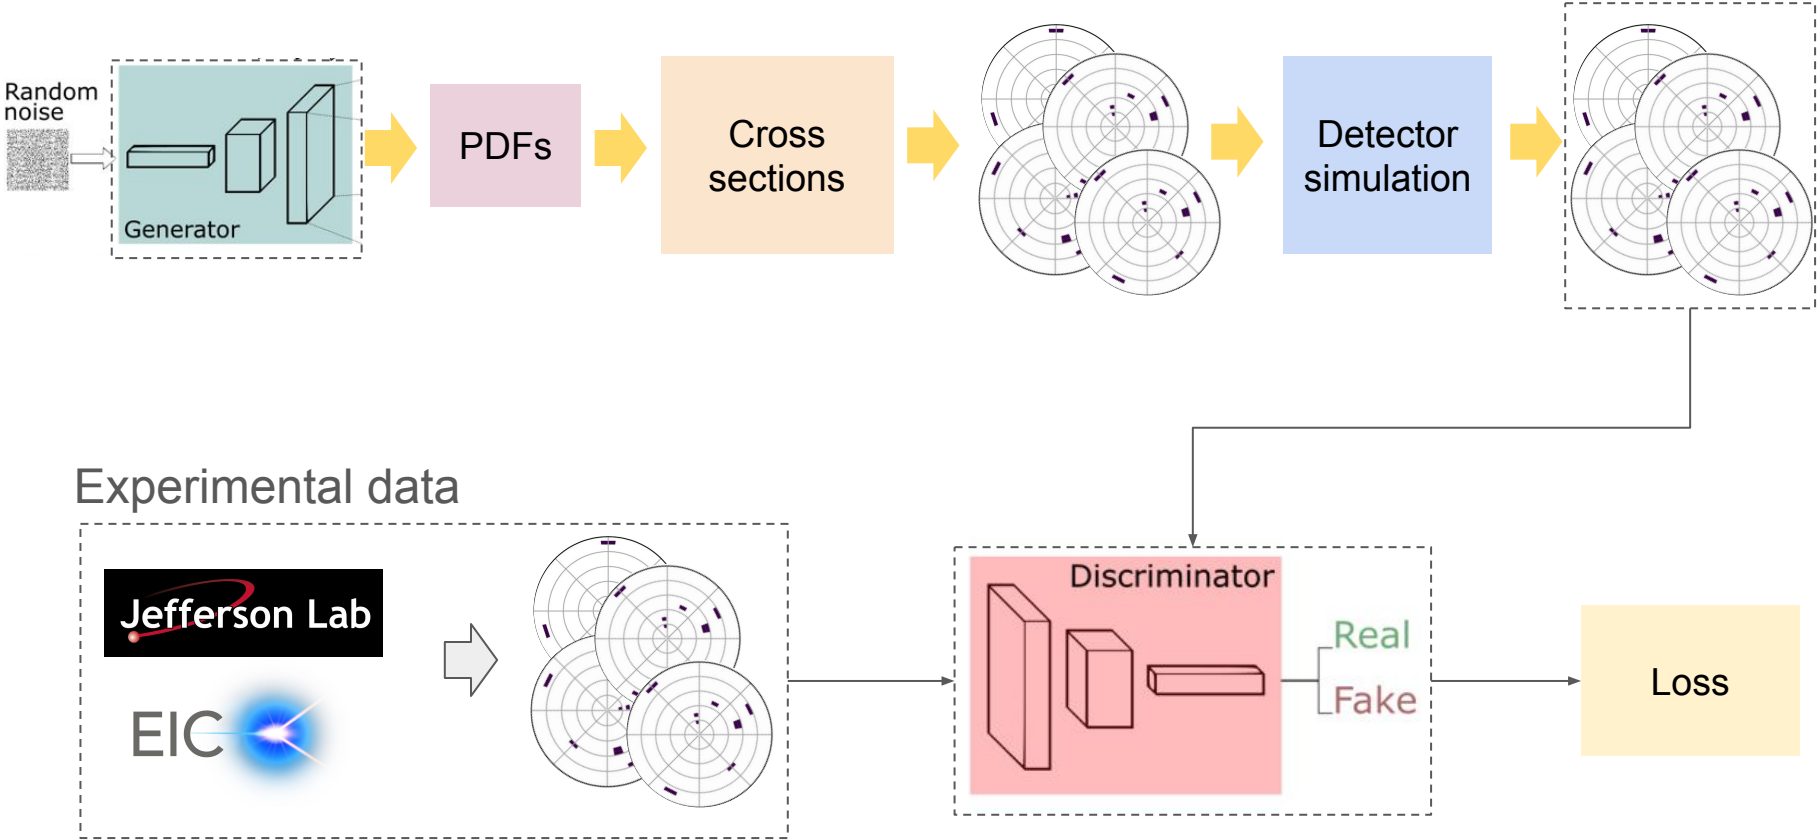 Random
noise
Generator
PDFs
Cross
sections
Detector
simulation
Experimental data
Jefferson Lab
EIC
Discriminator
Real
Fake
Loss